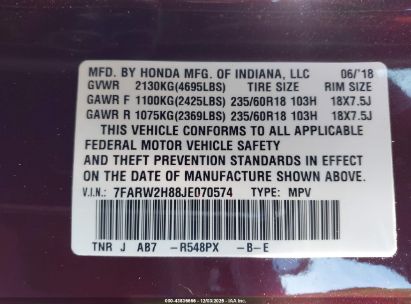 MFD. BY HONDA MFG. OF INDIANA, LLC 06/'18
GVWR 2130KG(4695LBS) TIRE SIZE RIM SIZE
GAWR F 1100KG(2425LBS) 235/60R18 103H 18X7.5J
GAWR R 1075KG(2369LBS) 235/60R18 103H 18X7.5J
THIS VEHICLE CONFORMS TO ALL APPLICABLE
FEDERAL MOTOR VEHICLE SAFETY
AND THEFT PREVENTION STANDARDS IN EFFECT
ON THE DATE OF MANUFACTURE SHOWN ABOVE.
V.I.N.: 7FARW2H88JE070574 TYPE: MPV
TNR J A87 -R548PX -B-E